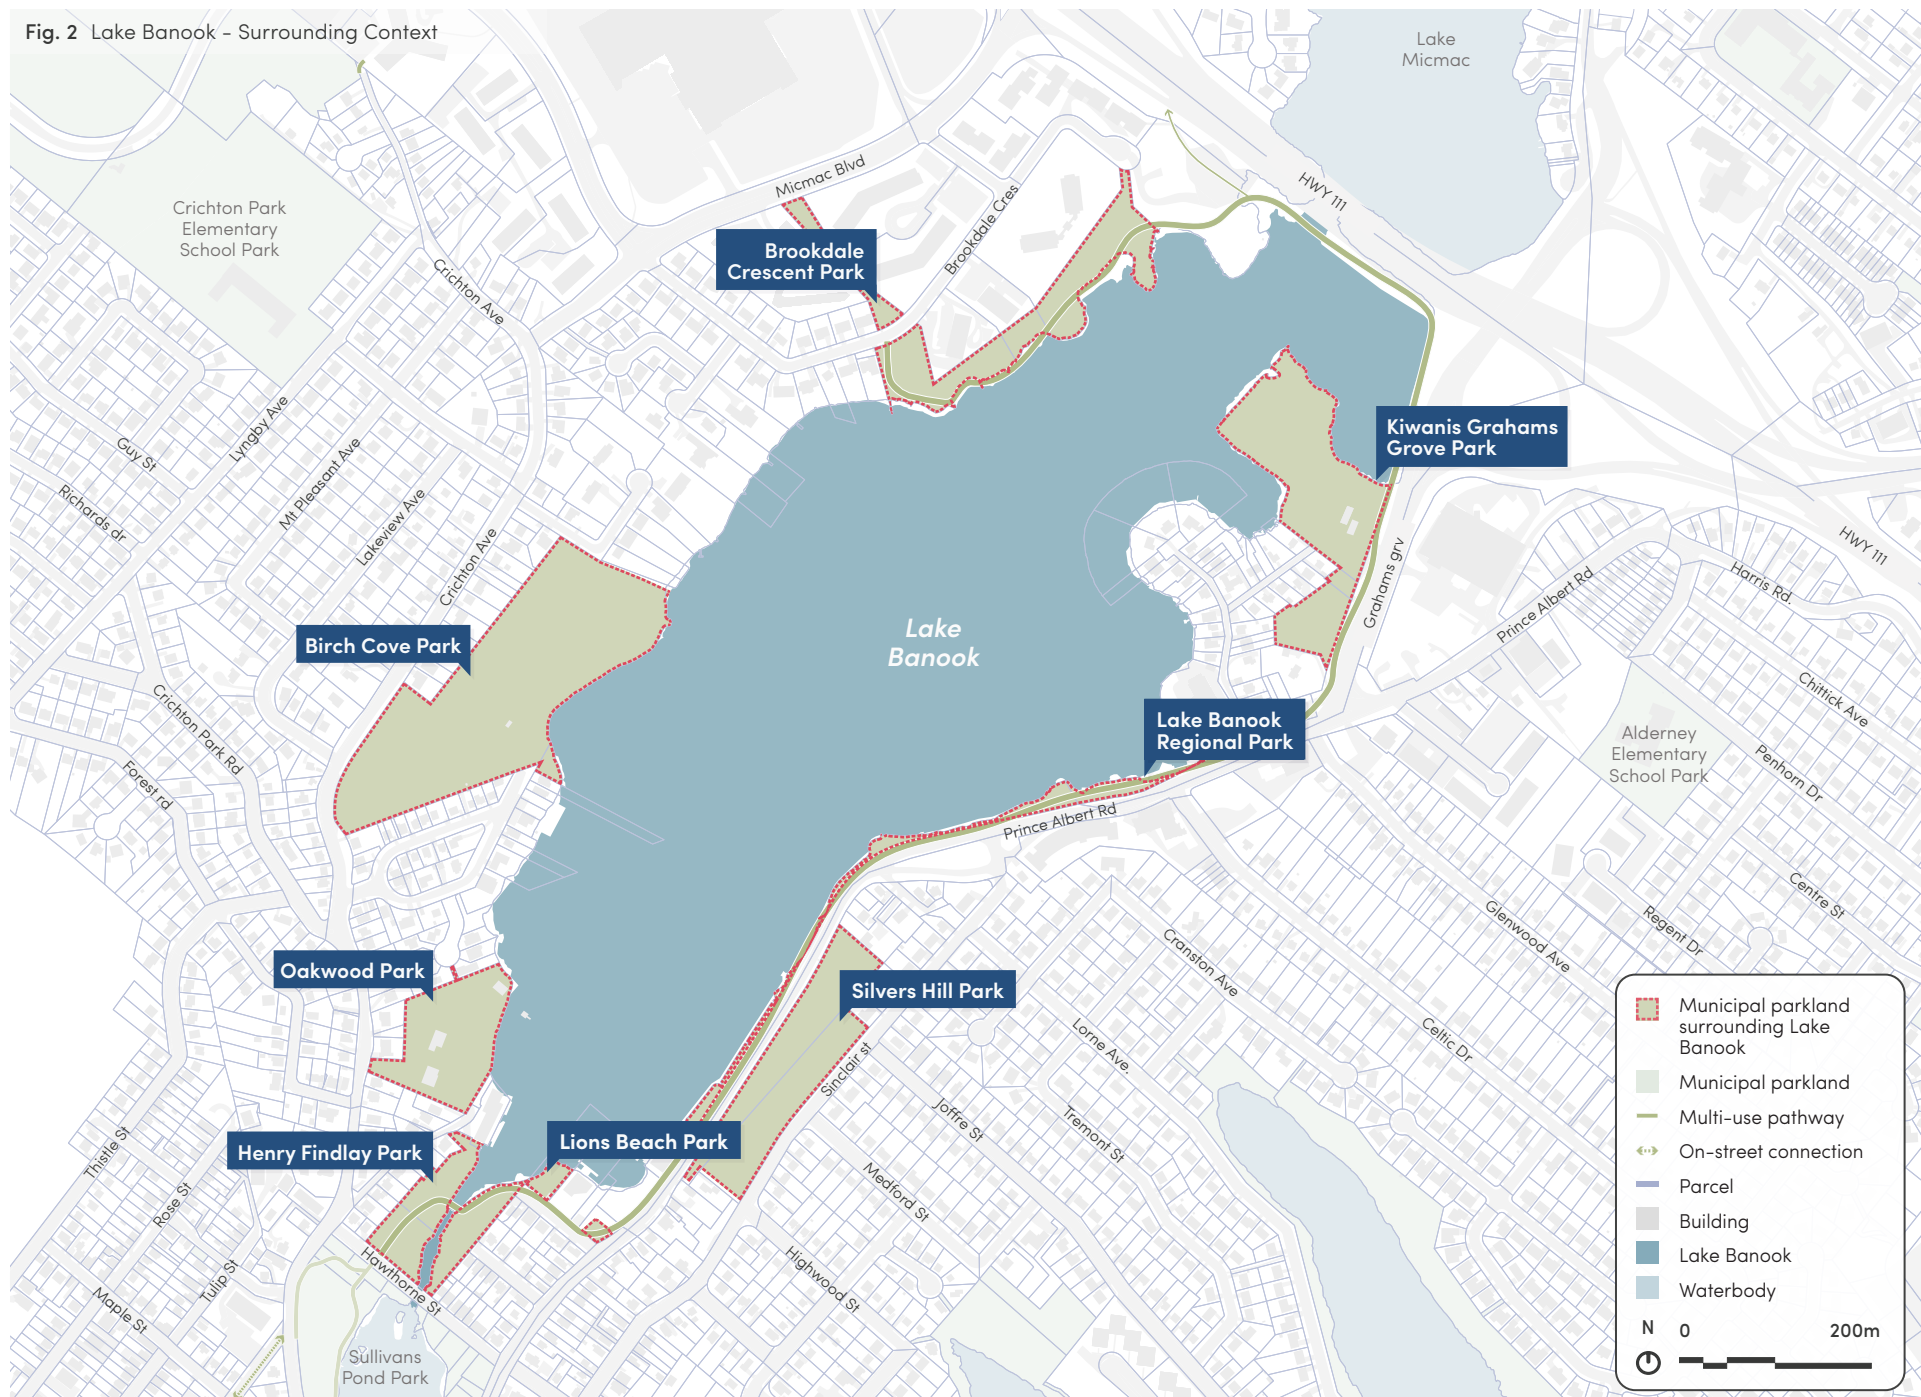 Fig. 2 Lake Banook - Surrounding Context
Lake
Micmac
Micmac Blvd
HWY 111
Crichton Park
Elementary
School Park
Brookdale Cres
Brookdale
Crescent Park
Crichton Ave
Lyngby Ave
Guy St
Mt Pleasant Ave
Kiwanis Grahams
Grove Park
Richards dr
Lakeview Ave
Crichton Ave
HWY 111
Grahams grv
Prince Albert Rd
Harris Rd.
Birch Cove Park
Lake
Banook
Chittick Ave
Crichton Park Rd
Lake Banook
Regional Park
Alderney
Elementary
School Park
Penhorn Dr
Forest rd
Prince Albert Rd
Centre St
Glenwood Ave
Regent Dr
Cranston Ave
Oakwood Park
Silvers Hill Park
Sinclair st
Lorne Ave.
Celtic Dr
Joffre St
Tremont St
Thistle St
Henry Findlay Park
Lions Beach Park
Rose St
Medford St
Hawthorne St
Tulip St
Highwood St
Maple St
Sullivans
Pond Park
Municipal parkland
surrounding Lake
Banook
Municipal parkland
Multi-use pathway
On-street connection
Parcel
Building
Lake Banook
Waterbody
N 0 200m